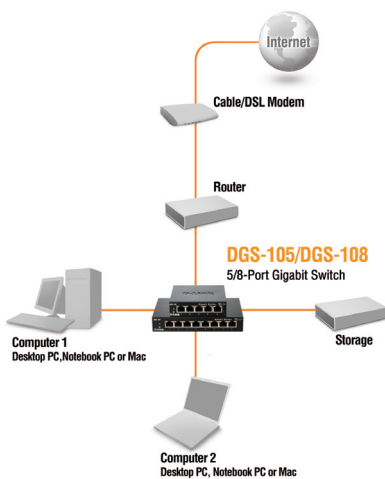 Internet
Cable/DSL Modem
Router
DGS-105/DGS-108
5/8-Port Gigabit Switch
Computer 1
Desktop PC,Notebook PC or Mac
Storage
Computer 2
Desktop PC, Notebook PC or Mac